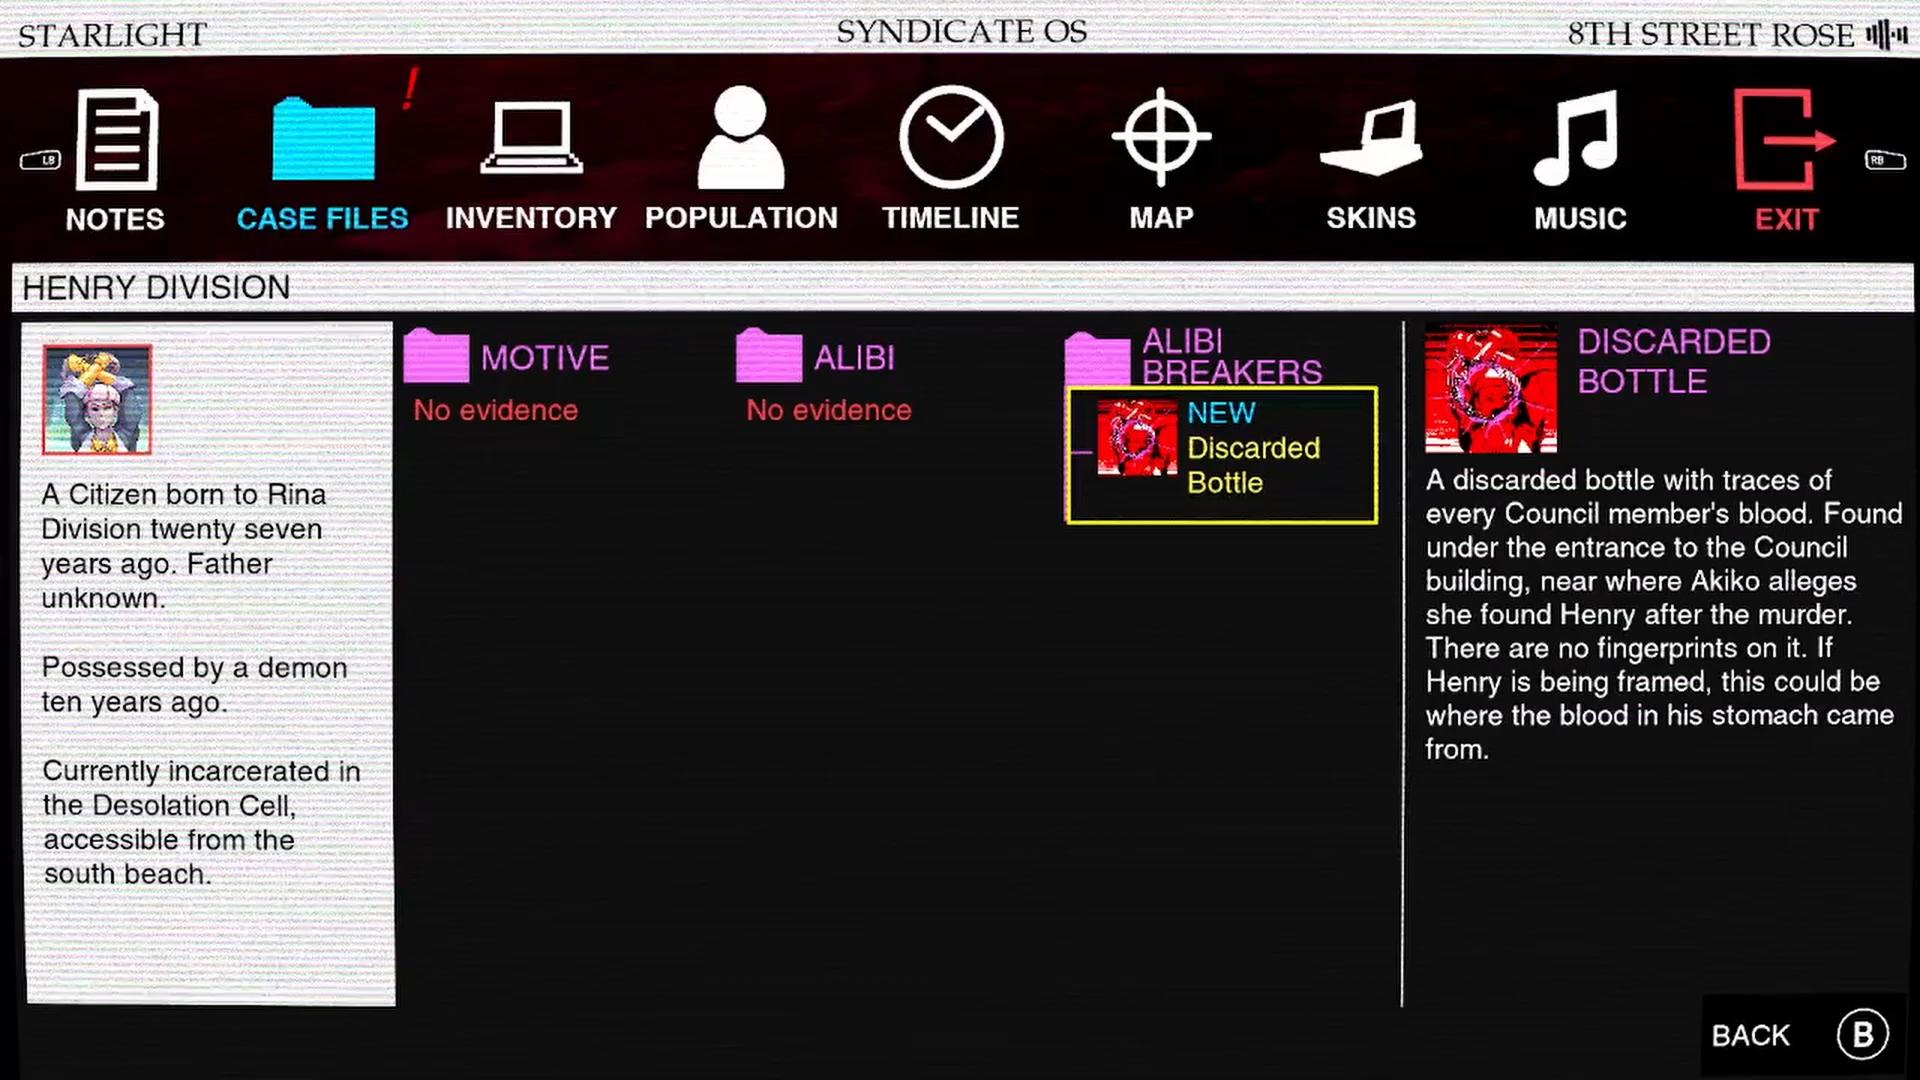 STARLIGHT
SYNDICATE OS
8TH STREET ROSE
!
LB
NOTES
CASE FILES
INVENTORY
POPULATION
TIMELINE
MAP
SKINS
MUSIC
EXIT
RB
HENRY DIVISION
A Citizen born to Rina
Division twenty seven
years ago. Father
unknown.
Possessed by a demon
ten years ago.
Currently incarcerated in
the Desolation Cell,
accessible from the
south beach.
MOTIVE
No evidence
ALIBI
No evidence
ALIBI
BREAKERS
NEW
Discarded
Bottle
DISCARDED
BOTTLE
A discarded bottle with traces of
every Council member's blood. Found
under the entrance to the Council
building, near where Akiko alleges
she found Henry after the murder.
There are no fingerprints on it. If
Henry is being framed, this could be
where the blood in his stomach came
from.
BACK
B